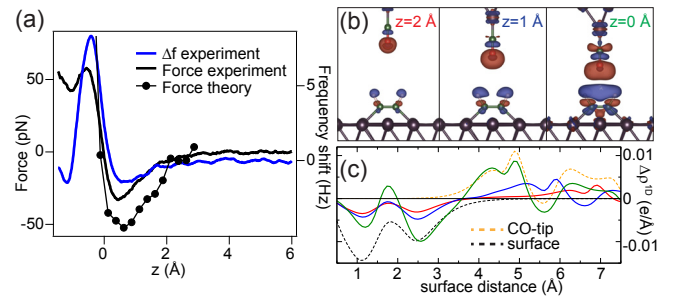 (a)
Δf experiment
Force experiment
Force theory
50
0
-50
Force (pN)
5
0
Frequency shift (Hz)
0 1 2 3 4 5 6
z (Å)
(b)
z=2 Å
z=1 Å
z=0 Å
(c)
CO-tip
surface
0.01
0
-0.01
Δρ1D (e/Å)
1 2 3 4 5 6 7
surface distance (Å)